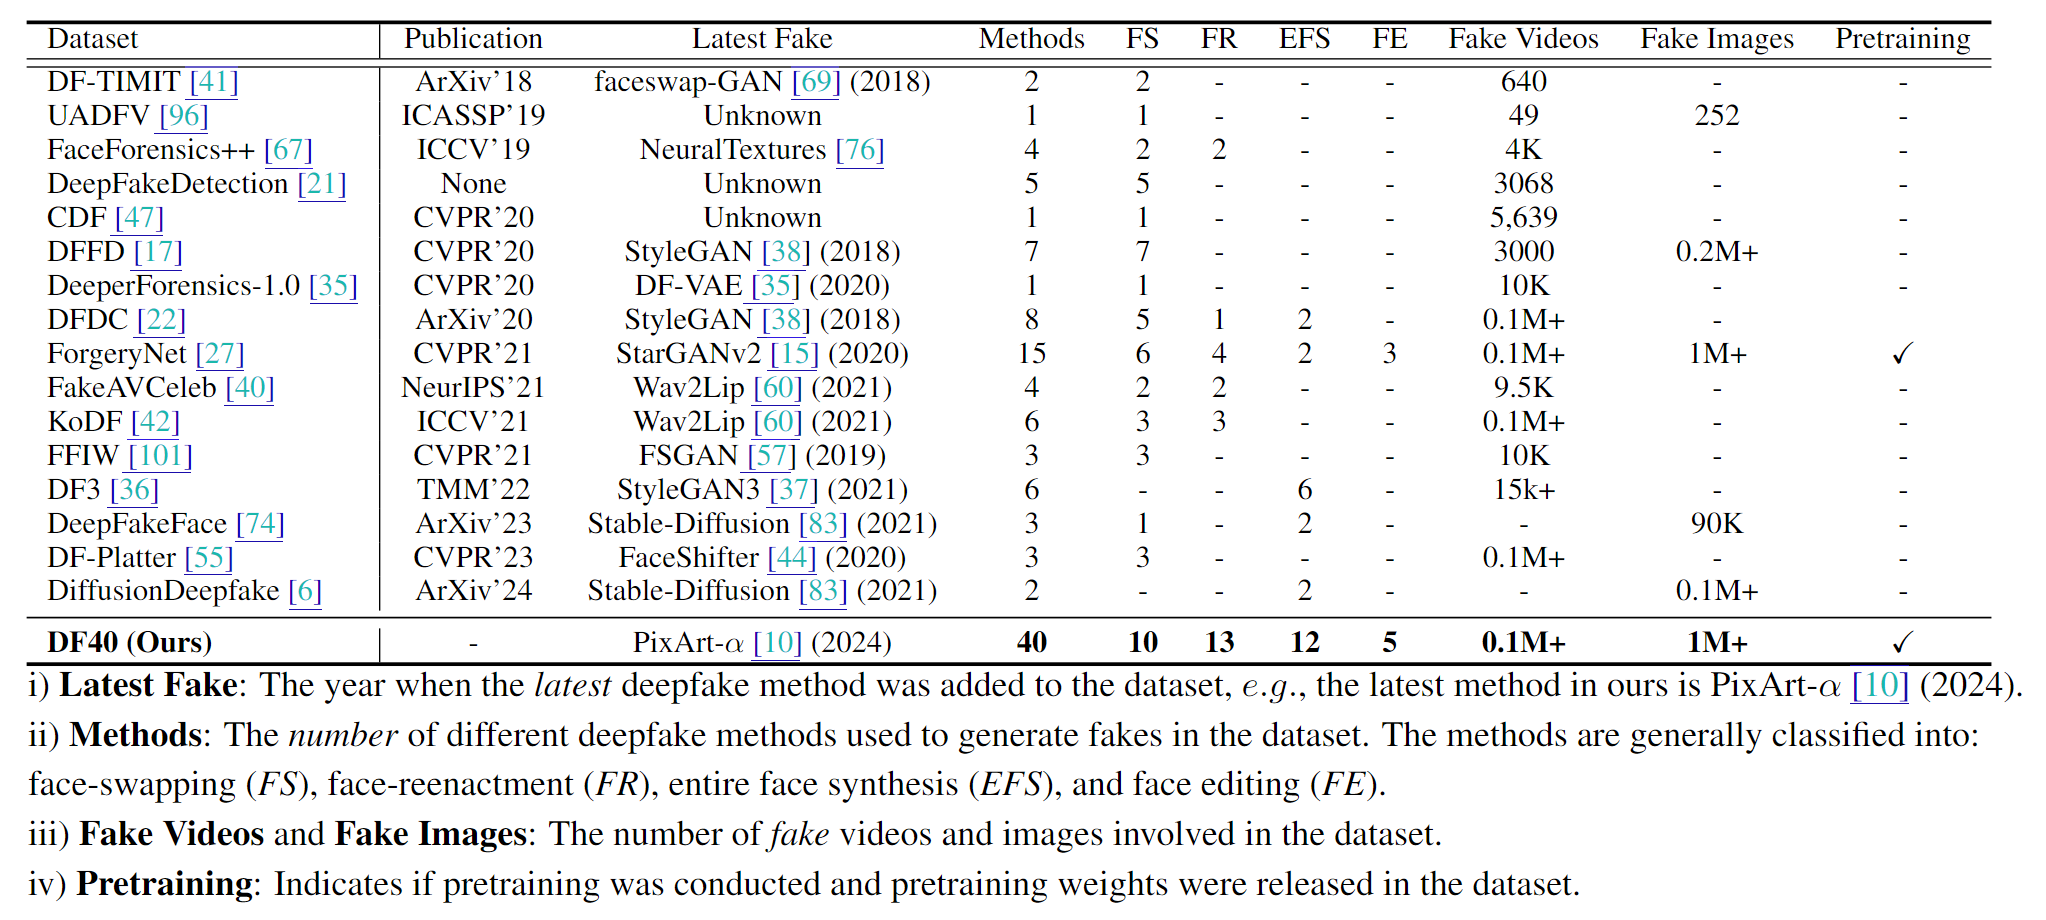 Dataset Publication Latest Fake Methods FS FR EFS FE Fake Videos Fake Images Pretraining
DF-TIMIT [41] ArXiv’18 faceswap-GAN [69] (2018) 2 2 - - - 640 - -
UADFV [96] ICASSP’19 Unknown 1 1 - - - 49 252 -
FaceForensics++ [67] ICCV’19 NeuralTextures [76] 4 2 2 - - 4K - -
DeepFakeDetection [21] None Unknown 5 5 - - - 3068 - -
CDF [47] CVPR’20 Unknown 1 1 - - - 5,639 - -
DFFD [17] CVPR’20 StyleGAN [38] (2018) 7 7 - - - 3000 0.2M+ -
DeeperForensics-1.0 [35] CVPR’20 DF-VAE [35] (2020) 1 1 - - - 10K - -
DFDC [22] ArXiv’20 StyleGAN [38] (2018) 8 5 1 2 - 0.1M+ - -
ForgeryNet [27] CVPR’21 StarGANv2 [15] (2020) 15 6 4 2 3 0.1M+ 1M+ ✓
FakeAVCeleb [40] NeurIPS’21 Wav2Lip [60] (2021) 4 2 2 - - 9.5K - -
KoDF [42] ICCV’21 Wav2Lip [60] (2021) 6 3 3 - - 0.1M+ - -
FFIW [101] CVPR’21 FSGAN [57] (2019) 3 3 - - - 10K - -
DF3 [36] TMM’22 StyleGAN3 [37] (2021) 6 - - 6 - 15k+ - -
DeepFakeFace [74] ArXiv’23 Stable-Diffusion [83] (2021) 3 1 - 2 - - 90K -
DF-Platter [55] CVPR’23 FaceShifter [44] (2020) 3 3 - - - 0.1M+ - -
DiffusionDeepfake [6] ArXiv’24 Stable-Diffusion [83] (2021) 2 - - 2 - - 0.1M+ -
DF40 (Ours) - PixArt-α [10] (2024) 40 10 13 12 5 0.1M+ 1M+ ✓
i) Latest Fake: The year when the latest deepfake method was added to the dataset, e.g., the latest method in ours is PixArt-α [10] (2024).
ii) Methods: The number of different deepfake methods used to generate fakes in the dataset. The methods are generally classified into:
face-swapping (FS), face-reenactment (FR), entire face synthesis (EFS), and face editing (FE).
iii) Fake Videos and Fake Images: The number of fake videos and images involved in the dataset.
iv) Pretraining: Indicates if pretraining was conducted and pretraining weights were released in the dataset.